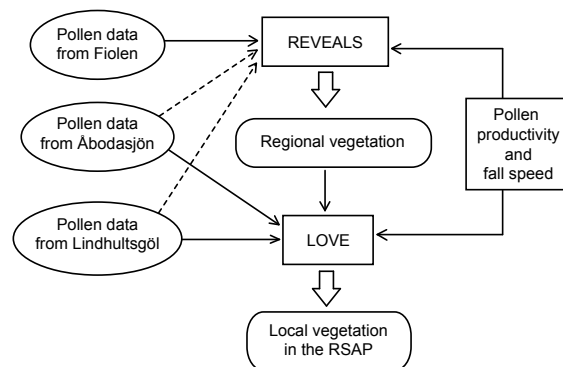 Pollen data
from Fiolen
REVEALS
Pollen data
from Åbodasjön
Regional vegetation
Pollen
productivity
and
fall speed
Pollen data
from Lindhultsgöl
LOVE
Local vegetation
in the RSAP